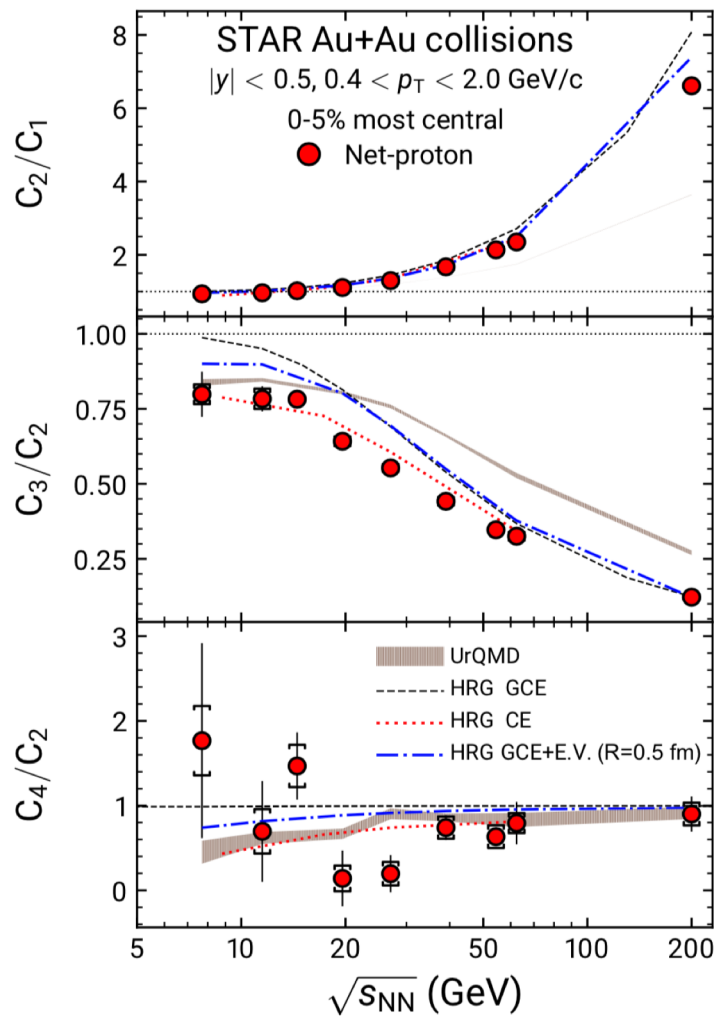 STAR Au+Au collisions
|y| < 0.5, 0.4 < p_T < 2.0 GeV/c
0-5% most central
Net-proton
C₂/C₁
8
6
4
2
C₃/C₂
1.00
0.75
0.50
0.25
C₄/C₂
3
2
1
0
UrQMD
HRG GCE
HRG CE
HRG GCE+E.V. (R=0.5 fm)
5 10 20 50 100 200
√s_NN (GeV)